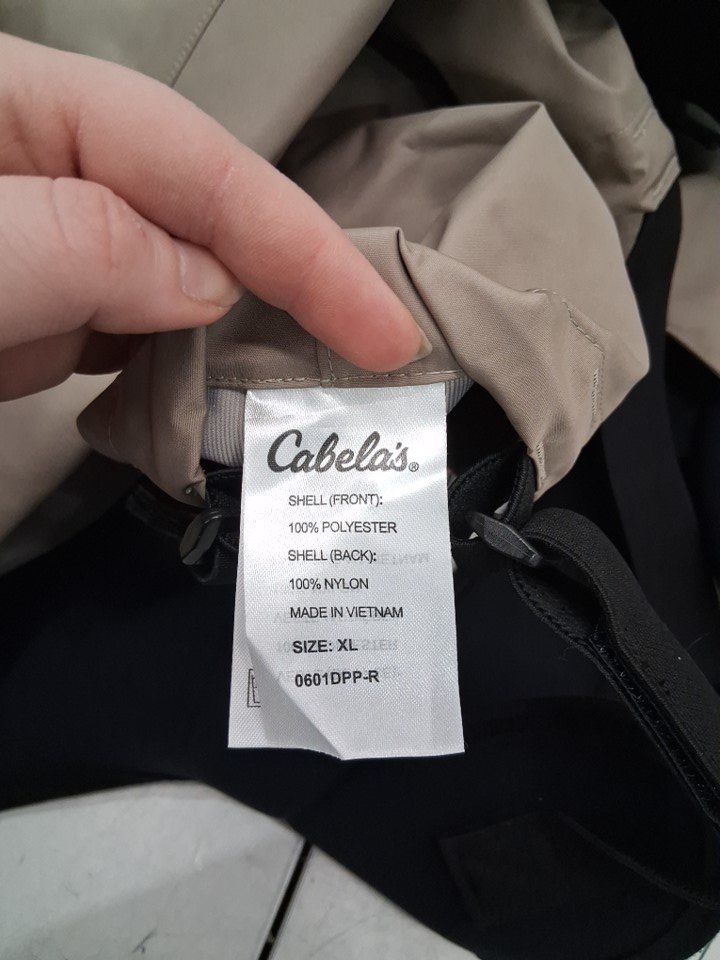 Cabela's®
SHELL (FRONT):
100% POLYESTER
SHELL (BACK):
100% NYLON
MADE IN VIETNAM
SIZE: XL
0601DPP-R